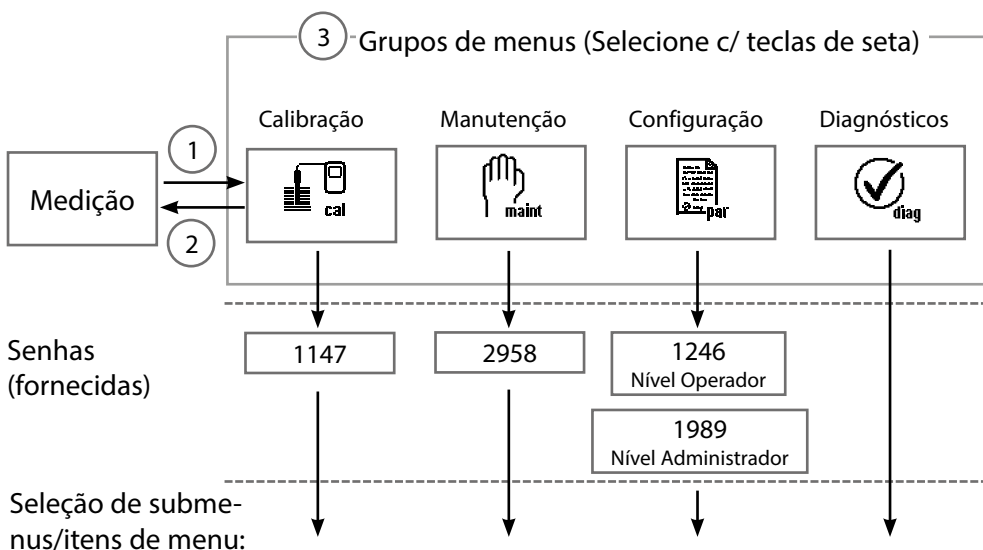 3 Grupos de menus (Selecione c/ teclas de seta)
Calibração Manutenção Configuração Diagnósticos
1
Medição
cal maint par diag
2
Senhas
(fornecidas)
1147 2958 1246
Nível Operador
1989
Nível Administrador
Seleção de subme-
nus/itens de menu: